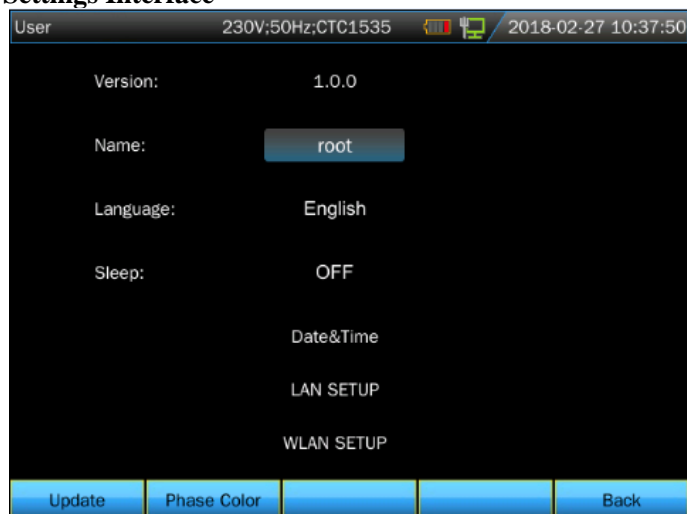 Settings Interface
User 230V;50Hz;CTC1535 2018-02-27 10:37:50
Version: 1.0.0
Name: root
Language: English
Sleep: OFF
Date&Time
LAN SETUP
WLAN SETUP
Update Phase Color Back